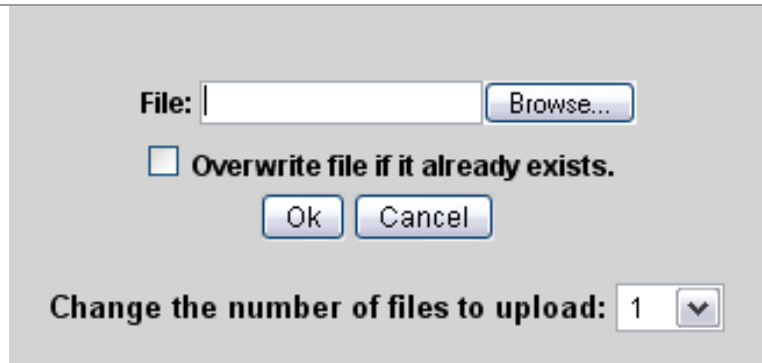 File: Browse...
Overwrite file if it already exists.
Ok Cancel
Change the number of files to upload: 1